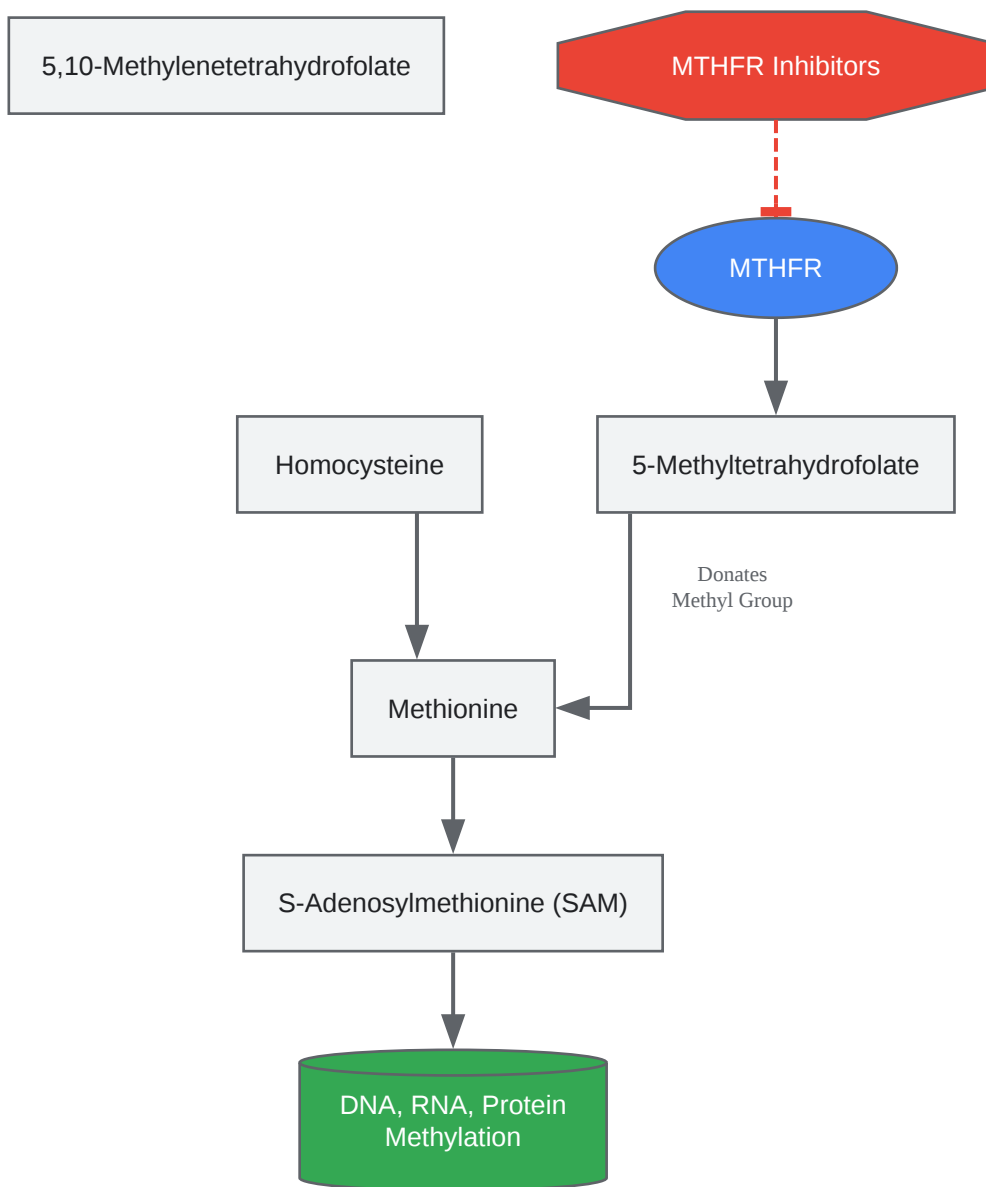 5,10-Methylenetetrahydrofolate
MTHFR Inhibitors
MTHFR
Homocysteine
5-Methyltetrahydrofolate
Donates
Methyl Group
Methionine
S-Adenosylmethionine (SAM)
DNA, RNA, Protein
Methylation